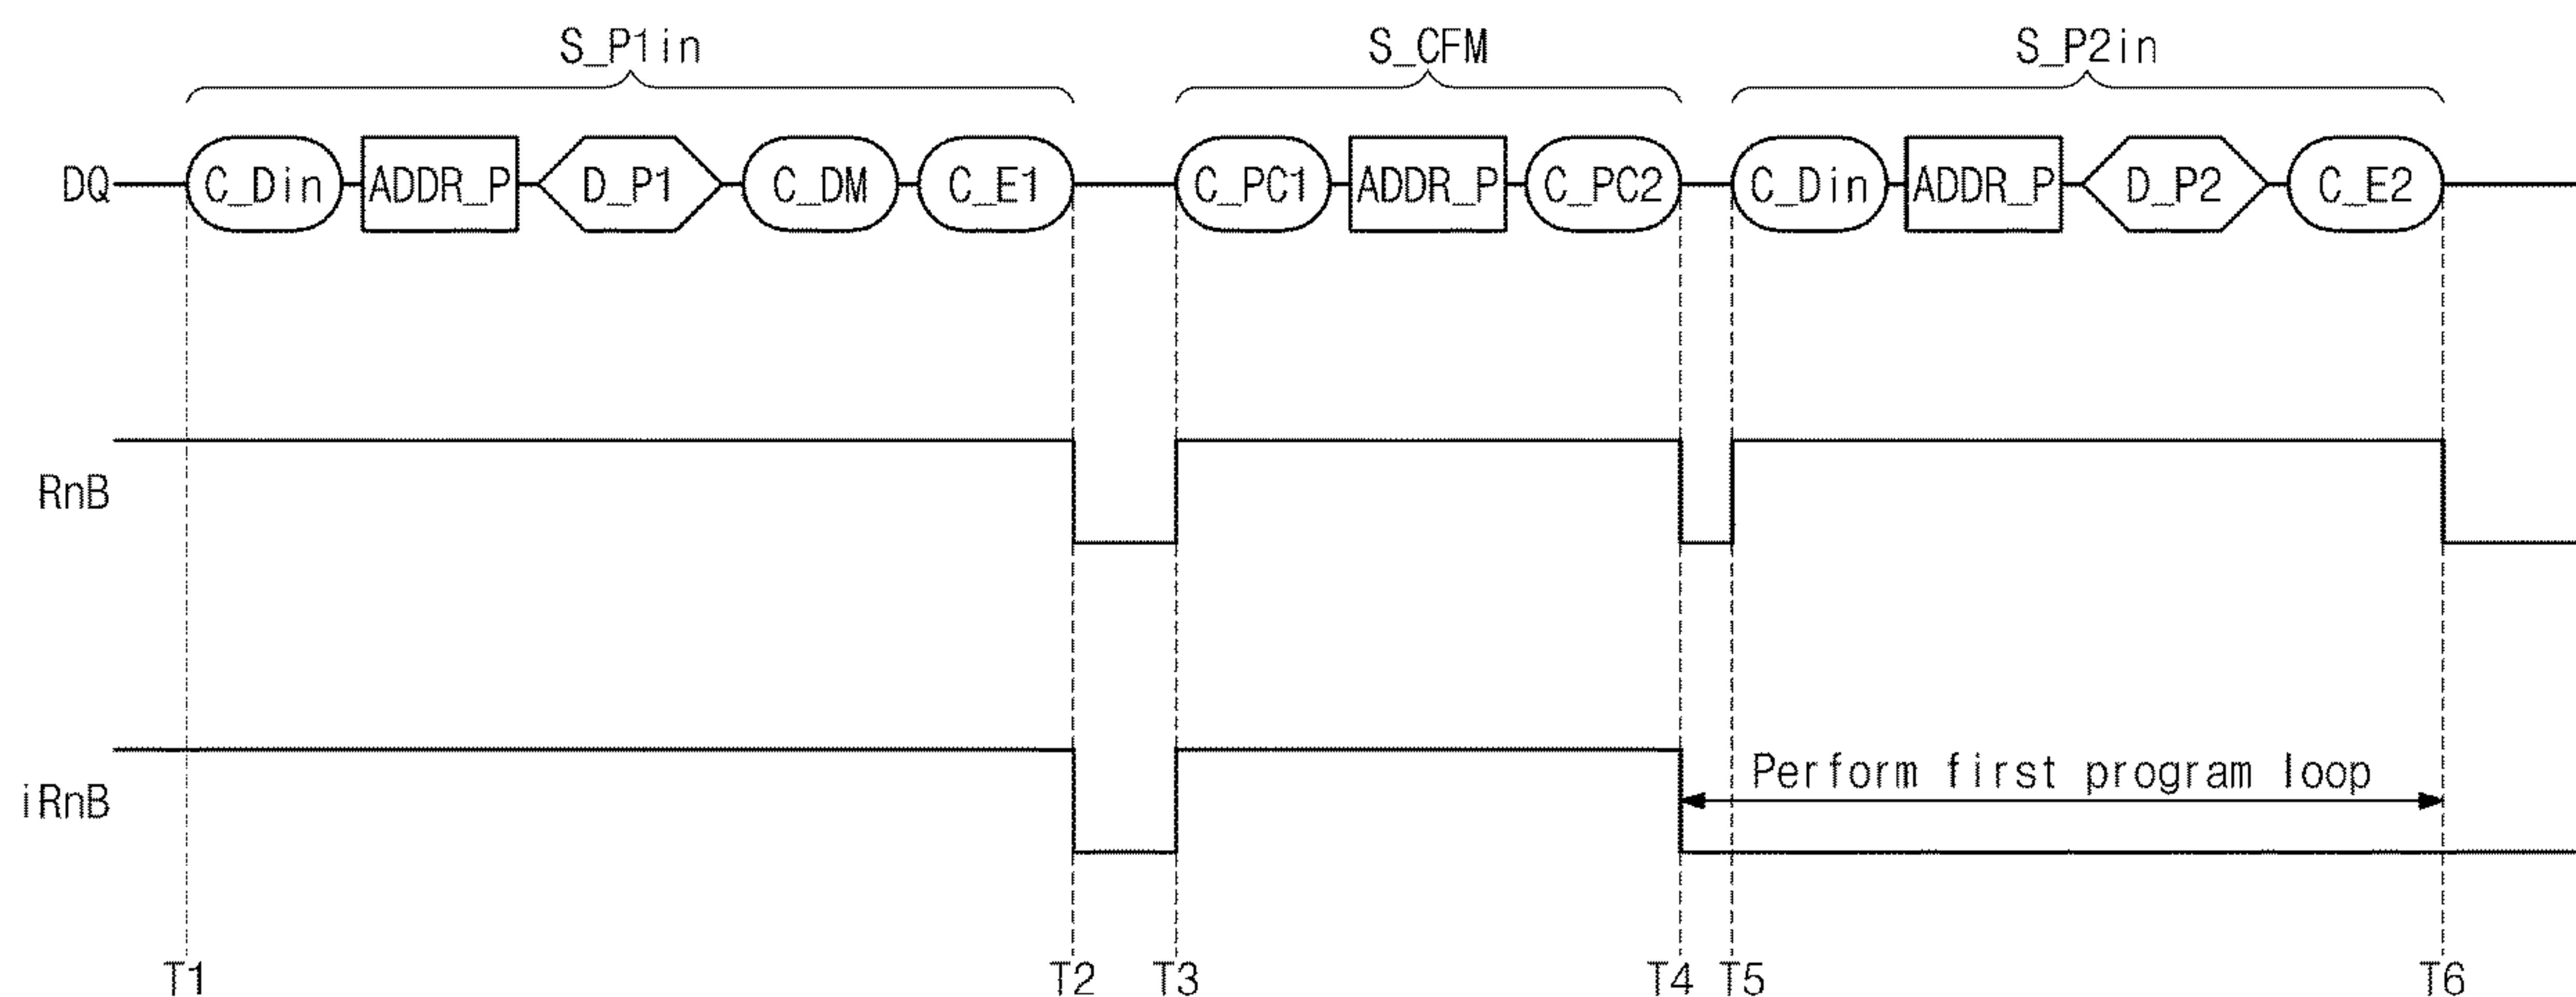 S_P1in S_CFM S_P2in
DQ C_Din ADDR_P D_P1 C_DM C_E1 C_PC1 ADDR_P C_PC2 C_Din ADDR_P D_P2 C_E2
RnB
Perform first program loop
iRnB
T1 T2 T3 T4 T5 T6